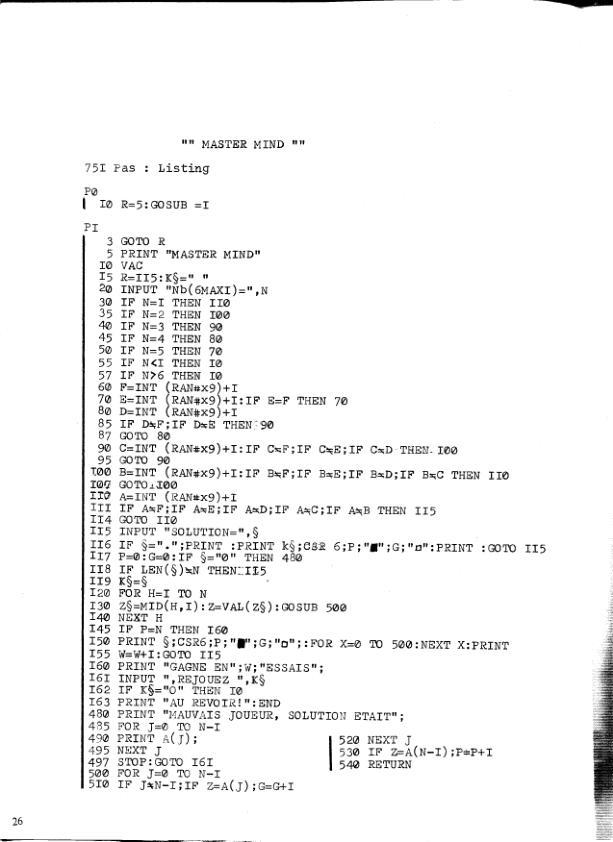 "" MASTER MIND ""
75I Pas : Listing
PØ
IØ R=5:GOSUB =I
PI
3 GOTO R
5 PRINT "MASTER MIND"
IØ VAC
I5 R=II5:K§=" "
2Ø INPUT "Nb(6MAXI)=",N
3Ø IF N=I THEN IIØ
35 IF N=2 THEN IØØ
4Ø IF N=3 THEN 9Ø
45 IF N=4 THEN 8Ø
5Ø IF N=5 THEN 7Ø
55 IF N<I THEN IØ
57 IF N>6 THEN IØ
6Ø F=INT (RAN#x9)+I
7Ø E=INT (RAN#x9)+I:IF E=F THEN 7Ø
8Ø D=INT (RAN#x9)+I
85 IF D≒F;IF D≒E THEN 9Ø
87 GOTO 8Ø
9Ø C=INT (RAN#x9)+I:IF C≒F;IF C≒E;IF C≒D THEN IØØ
95 GOTO 9Ø
IØØ B=INT (RAN#x9)+I:IF B≒F;IF B≒E;IF B≒D;IF B≒C THEN IIØ
IØ7 GOTO IØØ
IIØ A=INT (RAN#x9)+I
III IF A≒F;IF A≒E;IF A≒D;IF A≒C;IF A≒B THEN II5
II4 GOTO IIØ
II5 INPUT "SOLUTION=",§
II6 IF §=".";PRINT :PRINT k§;CSR 6;P;"■";G;"¤":PRINT :GOTO II5
II7 P=Ø:G=Ø:IF §="Ø" THEN 48Ø
II8 IF LEN(§)≒N THEN II5
II9 K§=§
I2Ø FOR H=I TO N
I3Ø Z§=MID(H,I):Z=VAL(Z§):GOSUB 5ØØ
I4Ø NEXT H
I45 IF P=N THEN I6Ø
I5Ø PRINT §;CSR6;P;"■";G;"¤";:FOR X=Ø TO 5ØØ:NEXT X:PRINT
I55 W=W+I:GOTO II5
I6Ø PRINT "GAGNE EN";W;"ESSAIS";
I6I INPUT ",REJOUEZ ",K§
I62 IF K§="O" THEN IØ
I63 PRINT "AU REVOIR!":END
48Ø PRINT "MAUVAIS JOUEUR, SOLUTION ETAIT";
485 FOR J=Ø TO N-I
49Ø PRINT A(J);
495 NEXT J
497 STOP:GOTO I6I
5ØØ FOR J=Ø TO N-I
5IØ IF J≒N-I;IF Z=A(J);G=G+I
52Ø NEXT J
53Ø IF Z=A(N-I);P=P+I
54Ø RETURN
26